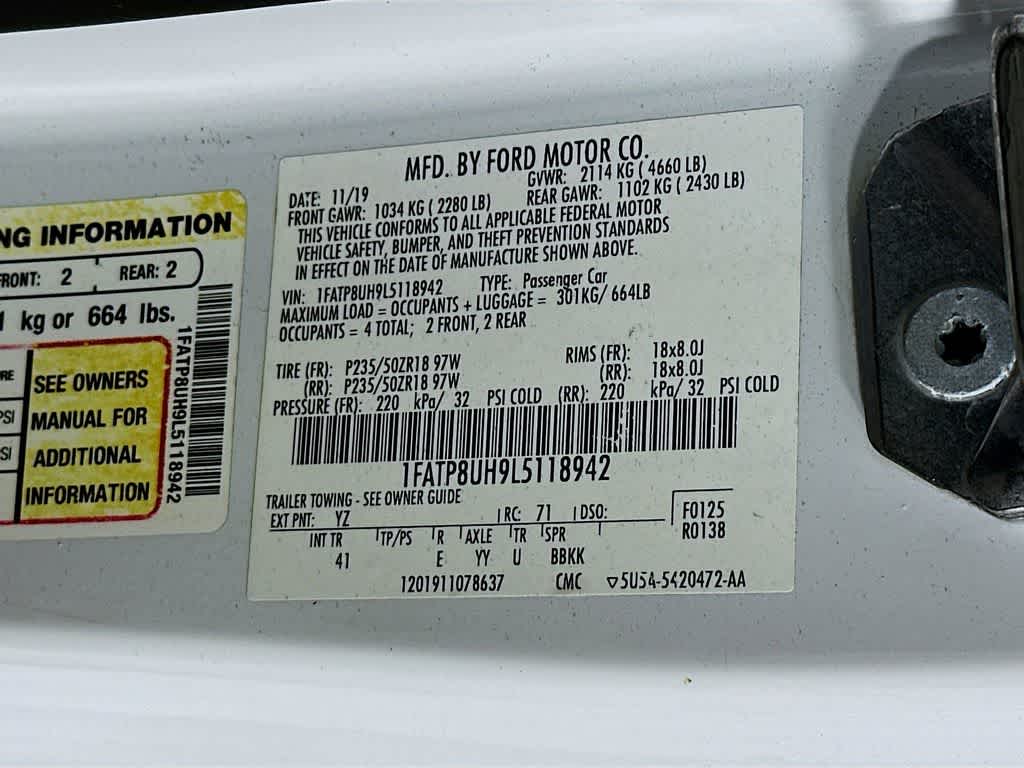 NG INFORMATION
FRONT: 2 REAR: 2
1 kg or 664 lbs.
SEE OWNERS
MANUAL FOR
ADDITIONAL
INFORMATION
PSI
1FATP8UH9L5118942
MFD. BY FORD MOTOR CO.
DATE: 11/19 GVWR: 2114 KG ( 4660 LB)
FRONT GAWR: 1034 KG ( 2280 LB) REAR GAWR: 1102 KG ( 2430 LB)
THIS VEHICLE CONFORMS TO ALL APPLICABLE FEDERAL MOTOR
VEHICLE SAFETY, BUMPER, AND THEFT PREVENTION STANDARDS
IN EFFECT ON THE DATE OF MANUFACTURE SHOWN ABOVE.
VIN: 1FATP8UH9L5118942 TYPE: Passenger Car
MAXIMUM LOAD = OCCUPANTS + LUGGAGE = 301KG/ 664LB
OCCUPANTS = 4 TOTAL; 2 FRONT, 2 REAR
TIRE (FR): P235/50ZR18 97W RIMS (FR): 18x8.0J
(RR): P235/50ZR18 97W (RR): 18x8.0J
PRESSURE (FR): 220 kPa/ 32 PSI COLD (RR): 220 kPa/ 32 PSI COLD
1FATP8UH9L5118942
TRAILER TOWING - SEE OWNER GUIDE
EXT PNT: YZ RC: 71 DSO: F0125
R0138
INT TR TP/PS R AXLE TR SPR
41 E YY U BBKK
1201911078637 CMC ▽5U5A-5420472-AA